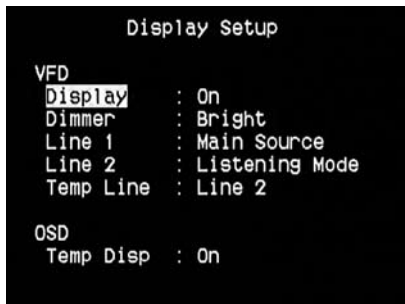 Display Setup
VFD
Display : On
Dimmer : Bright
Line 1 : Main Source
Line 2 : Listening Mode
Temp Line : Line 2
OSD
Temp Disp : On